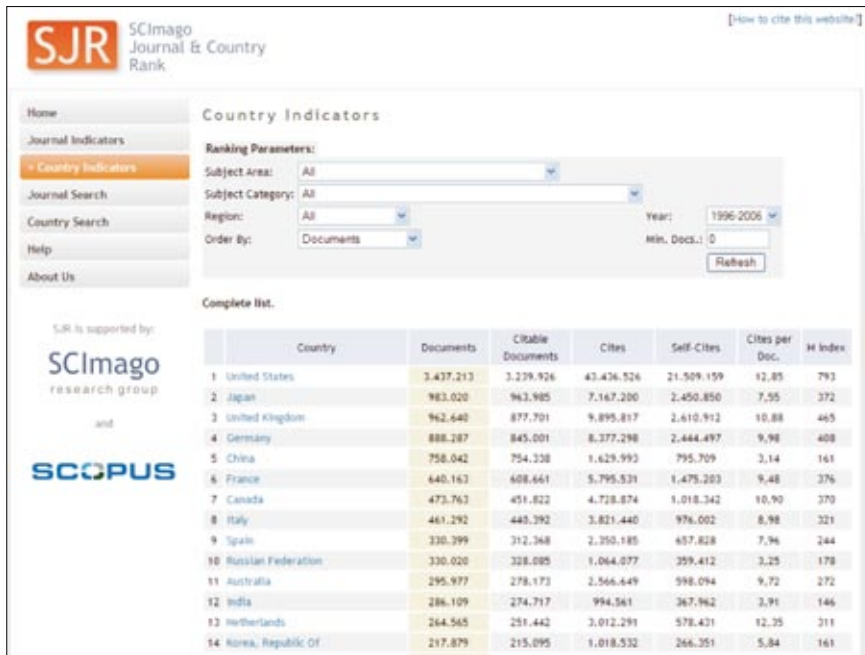 [How to cite this website]
SJR
SCImago
Journal & Country
Rank
Home
Journal Indicators
Country Indicators
Journal Search
Country Search
Help
About Us
SJR is supported by:
SCImago
research group
and
SCOPUS
Country Indicators
Ranking Parameters:
Subject Area: All
Subject Category: All
Region: All Year: 1996-2006
Order By: Documents Min. Docs.: 0
Refresh
Complete list.
Country Documents Citable Documents Cites Self-Cites Cites per Doc. H Index
1 United States 3.437.213 3.239.926 43.436.526 21.509.159 12,85 793
2 Japan 983.020 963.985 7.167.200 2.450.850 7,55 372
3 United Kingdom 962.640 877.701 9.895.817 2.610.912 10,88 465
4 Germany 888.287 845.001 8.377.298 2.444.497 9,98 408
5 China 758.042 754.338 1.629.993 795.709 3,14 161
6 France 640.163 608.661 5.795.531 1.475.203 9,48 376
7 Canada 473.763 451.822 4.728.874 1.018.342 10,90 370
8 Italy 461.292 440.392 3.821.440 976.002 8,98 321
9 Spain 330.399 312.368 2.350.185 657.828 7,96 244
10 Russian Federation 330.020 328.085 1.064.077 359.412 3,25 178
11 Australia 295.977 278.173 2.566.649 598.094 9,72 272
12 India 286.109 274.717 994.561 367.962 3,91 146
13 Netherlands 264.565 251.442 3.012.291 578.431 12,35 311
14 Korea, Republic Of 217.879 215.095 1.018.532 266.351 5,84 161